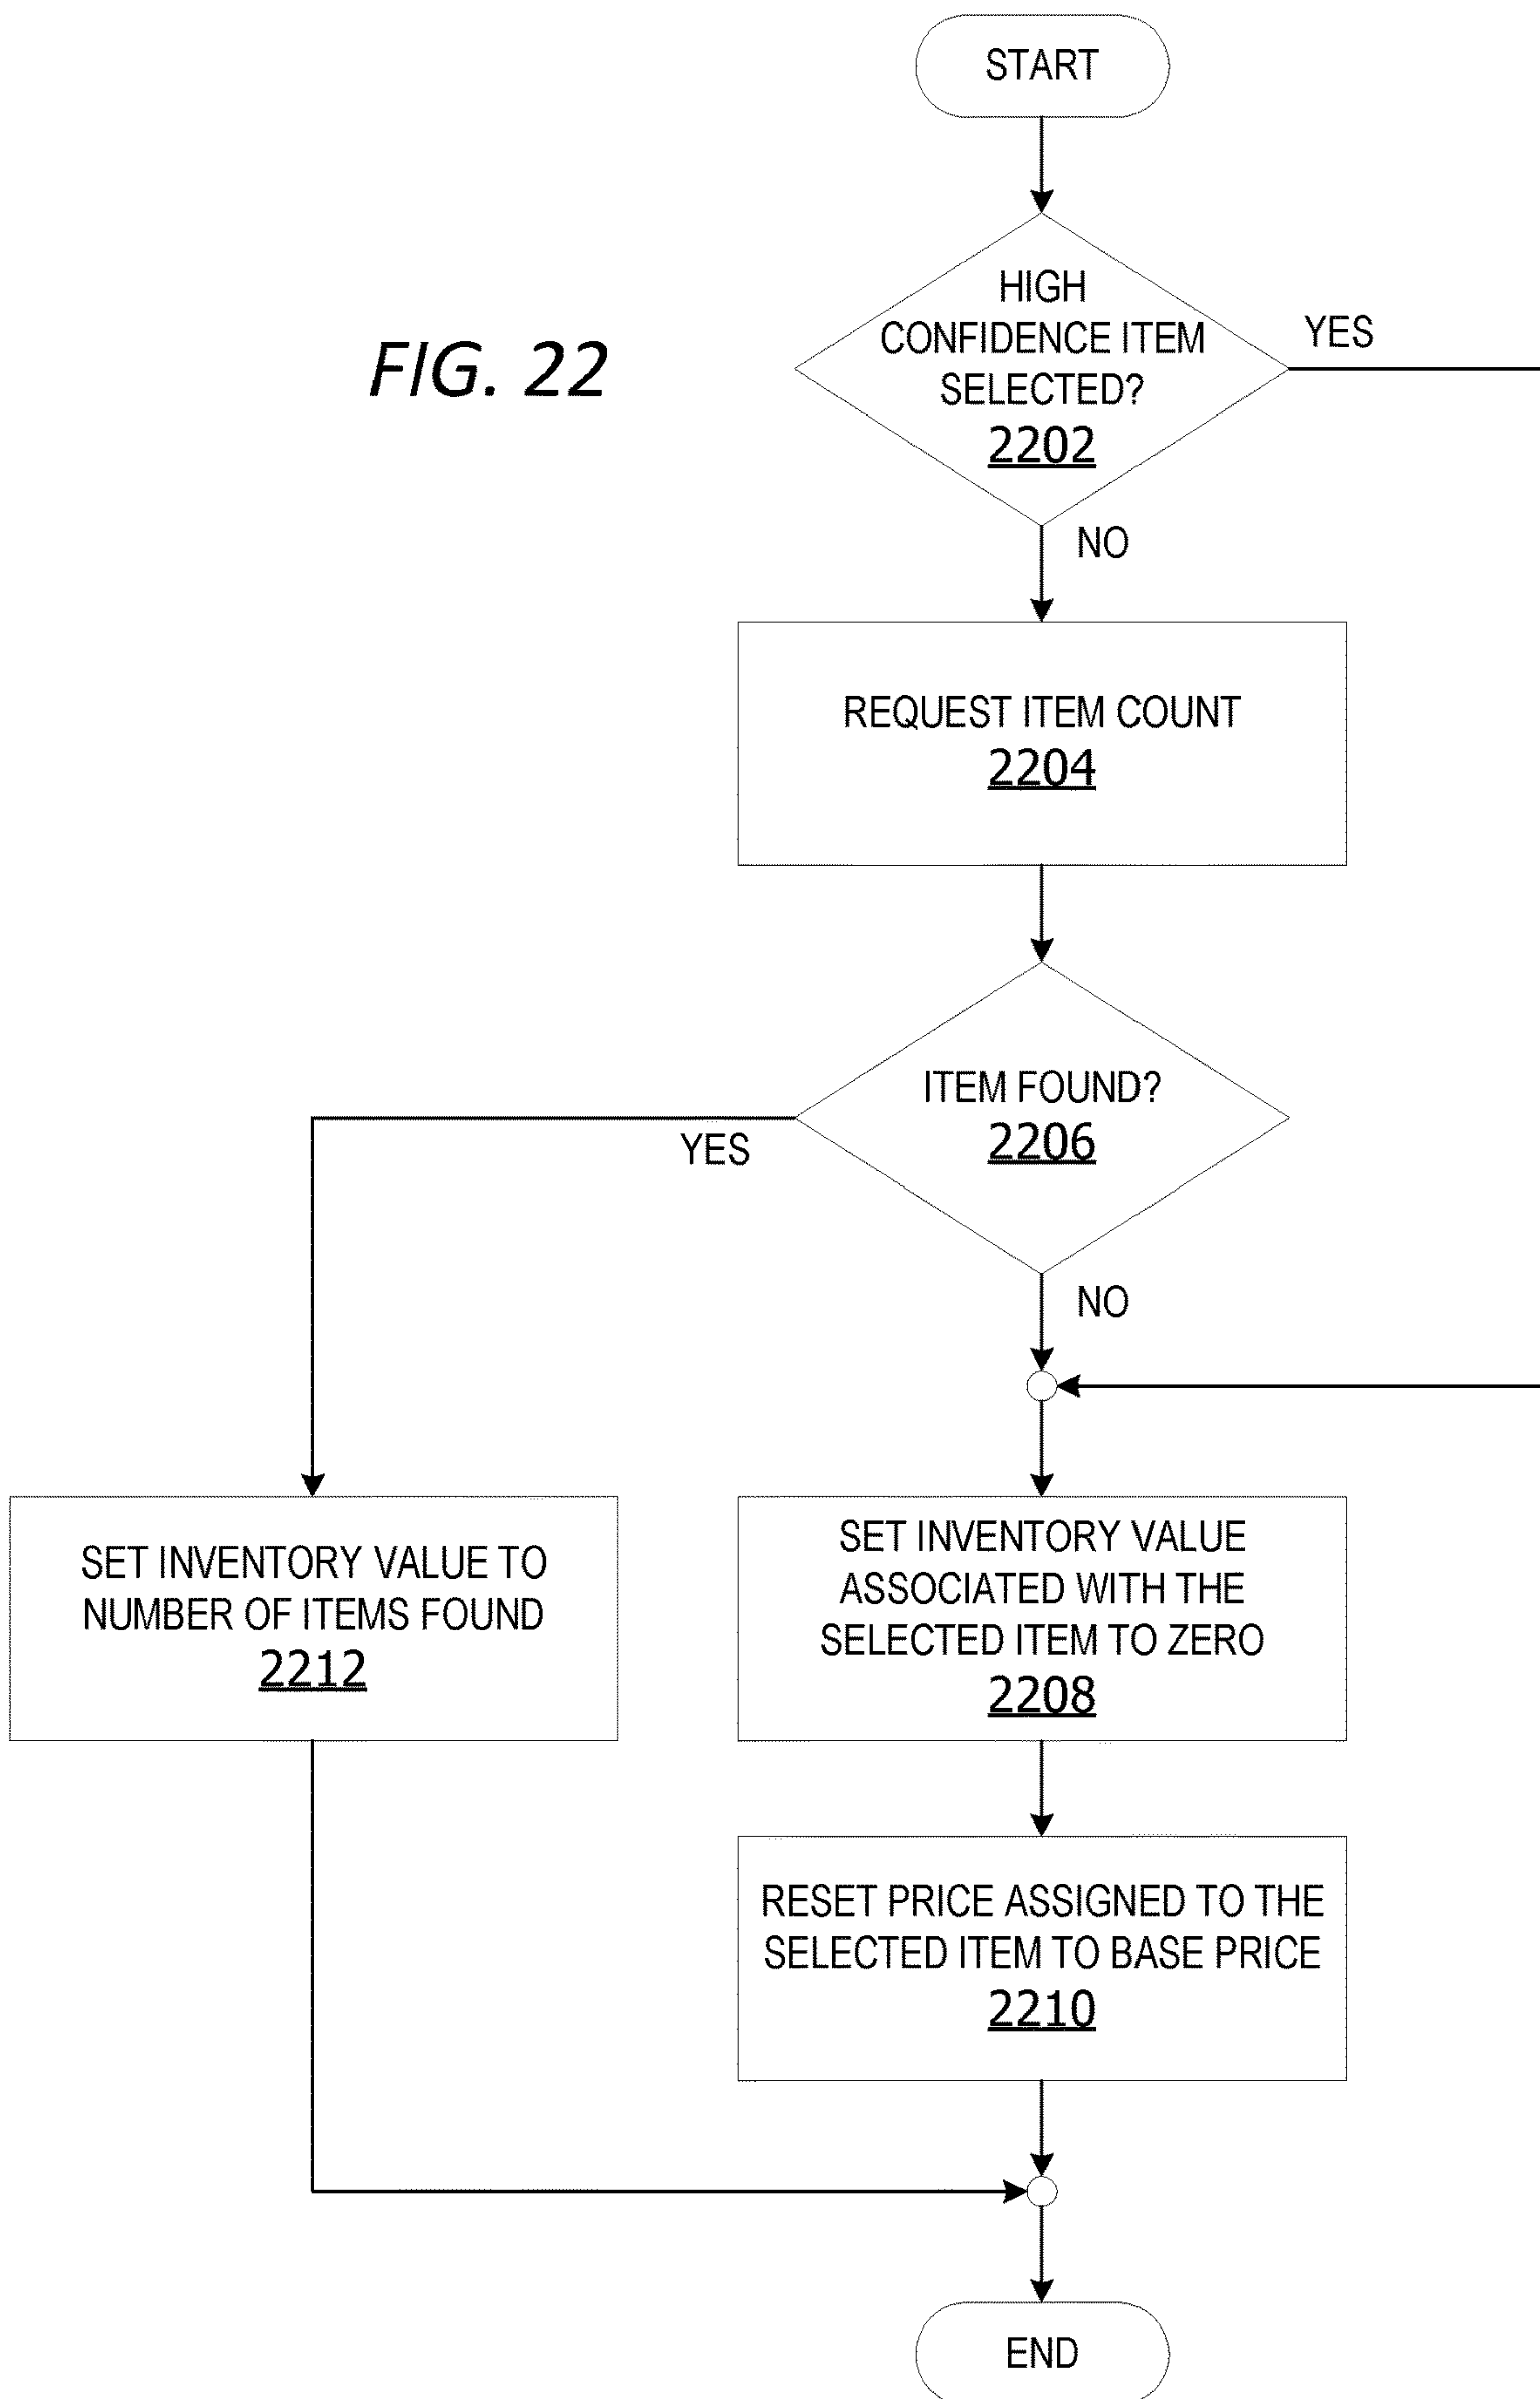 START
FIG. 22
HIGH
CONFIDENCE ITEM
SELECTED?
2202
YES
NO
REQUEST ITEM COUNT
2204
ITEM FOUND?
2206
YES
NO
SET INVENTORY VALUE TO
NUMBER OF ITEMS FOUND
2212
SET INVENTORY VALUE
ASSOCIATED WITH THE
SELECTED ITEM TO ZERO
2208
RESET PRICE ASSIGNED TO THE
SELECTED ITEM TO BASE PRICE
2210
END